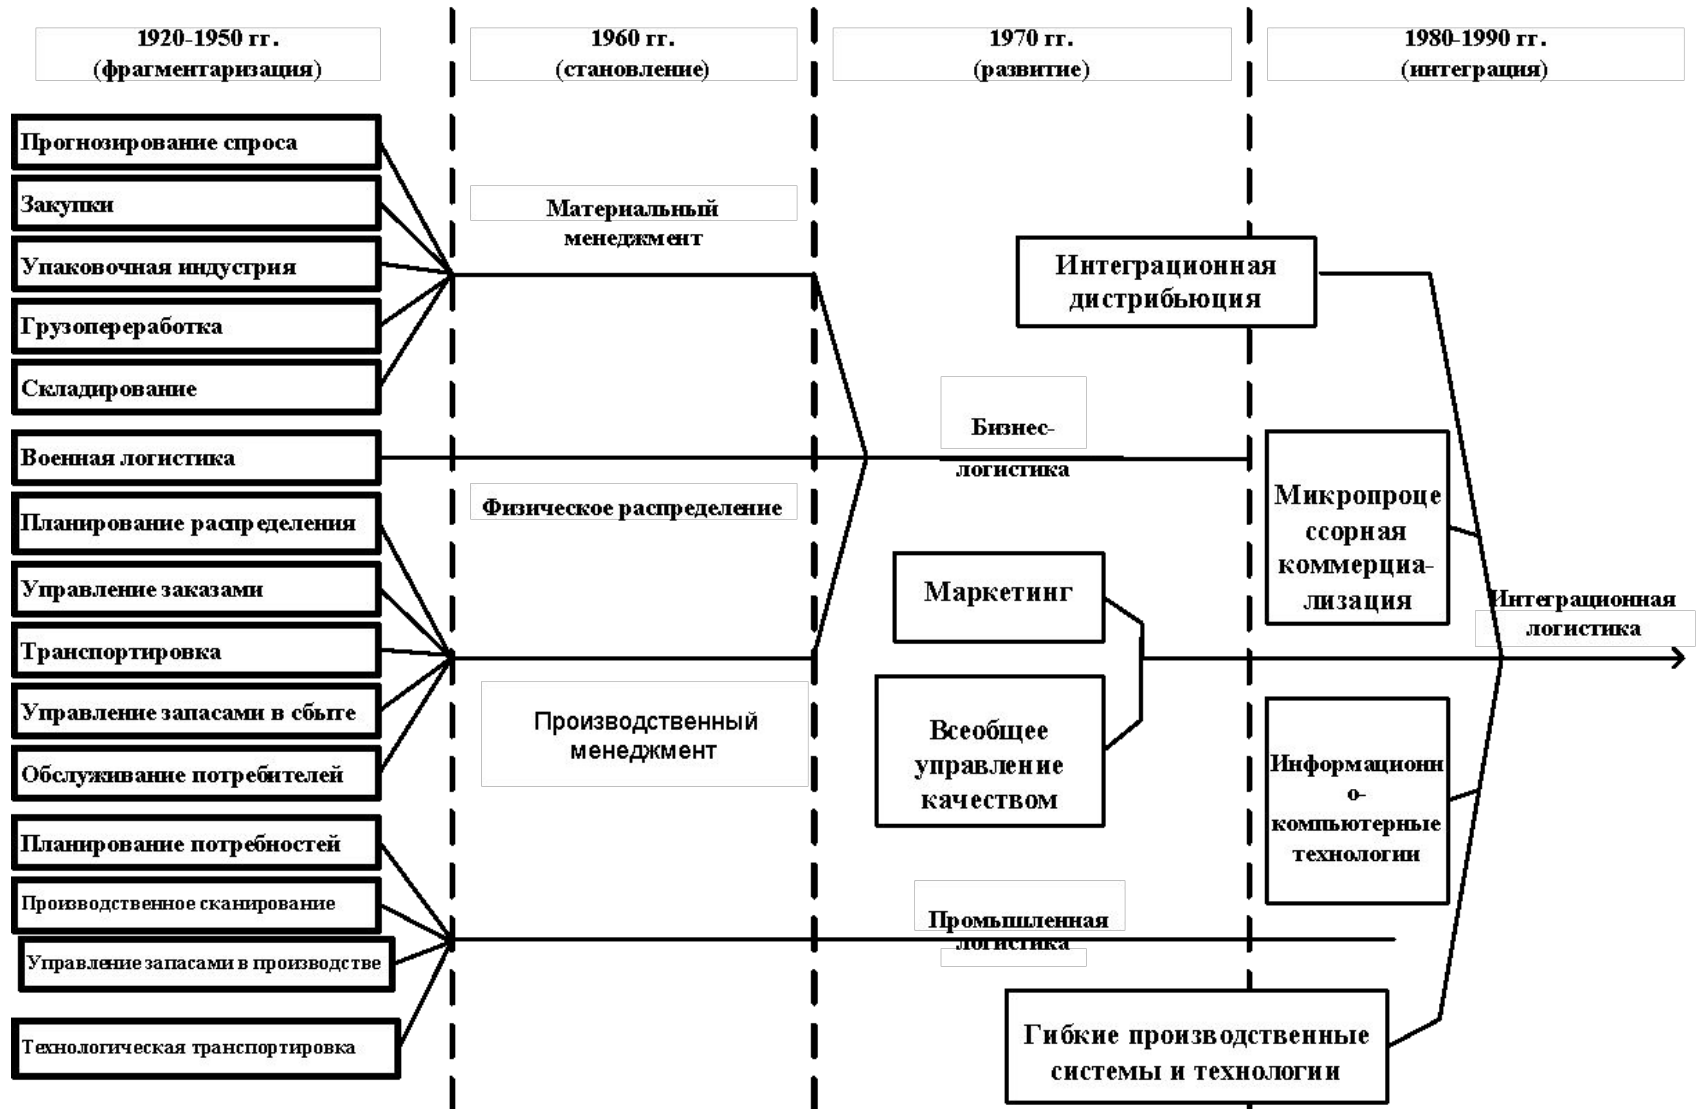 1920-1950 гг.
(фрагментаризация)
1960 гг.
(становление)
1970 гг.
(развитие)
1980-1990 гг.
(интеграция)
Прогнозирование спроса
Закупки
Упаковочная индустрия
Грузопереработка
Складирование
Военная логистика
Планирование распределения
Управление заказами
Транспортировка
Управление запасами в сбыте
Обслуживание потребителей
Планирование потребностей
Производственное сканирование
Управление запасами в производстве
Технологическая транспортировка
Материальный
менеджмент
Физическое распределение
Производственный
менеджмент
Интеграционная
дистрибьюция
Бизнес-
логистика
Маркетинг
Всеобщее
управление
качеством
Промышленная
логистика
Гибкие производственные
системы и технологии
Микропроце
ссорная
коммерциа-
лизация
Информационн
о-
компьютерные
технологии
Интеграционная
логистика